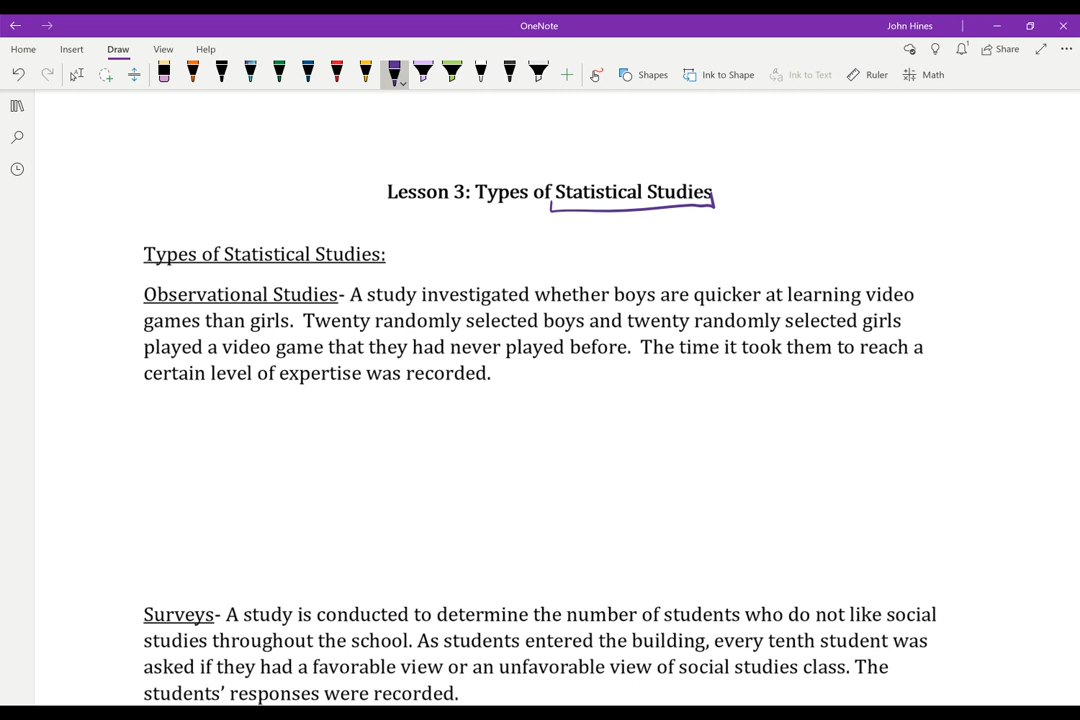 OneNote
John Hines
Home Insert Draw View Help
1 Share
Shapes Ink to Shape Ink to Text Ruler Math
Lesson 3: Types of Statistical Studies
Types of Statistical Studies:
Observational Studies- A study investigated whether boys are quicker at learning video
games than girls. Twenty randomly selected boys and twenty randomly selected girls
played a video game that they had never played before. The time it took them to reach a
certain level of expertise was recorded.
Surveys- A study is conducted to determine the number of students who do not like social
studies throughout the school. As students entered the building, every tenth student was
asked if they had a favorable view or an unfavorable view of social studies class. The
students’ responses were recorded.